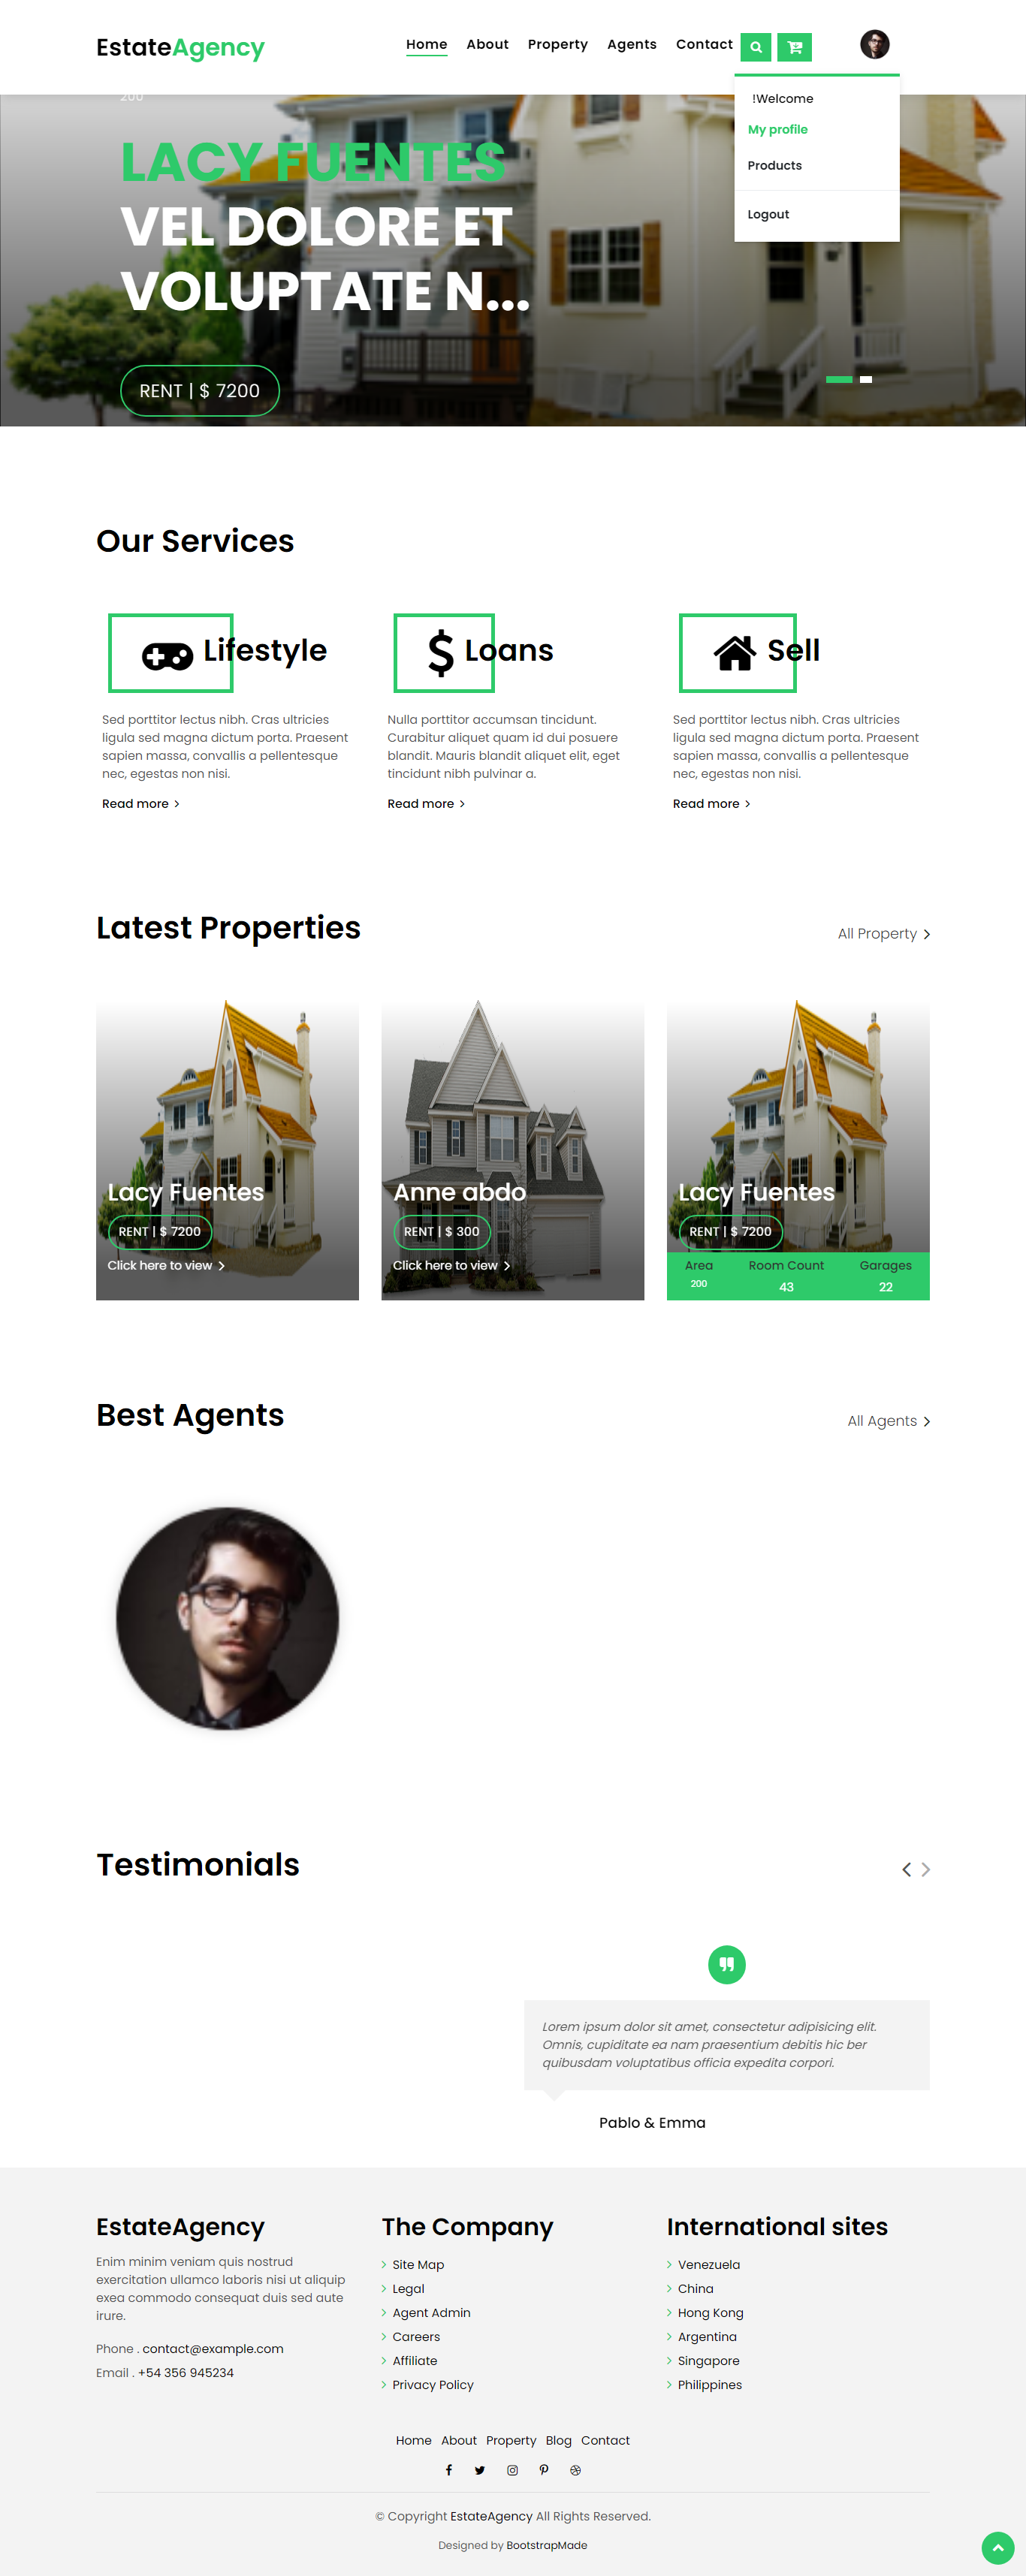 EstateAgency
Home About Property Agents Contact
!Welcome
My profile
Products
Logout
200
LACY FUENTES
VEL DOLORE ET
VOLUPTATE N...
RENT | $ 7200
Our Services
Lifestyle
Sed porttitor lectus nibh. Cras ultricies
ligula sed magna dictum porta. Praesent
sapien massa, convallis a pellentesque
nec, egestas non nisi.
Read more
Loans
Nulla porttitor accumsan tincidunt.
Curabitur aliquet quam id dui posuere
blandit. Mauris blandit aliquet elit, eget
tincidunt nibh pulvinar a.
Read more
Sell
Sed porttitor lectus nibh. Cras ultricies
ligula sed magna dictum porta. Praesent
sapien massa, convallis a pellentesque
nec, egestas non nisi.
Read more
Latest Properties
All Property
Lacy Fuentes
RENT | $ 7200
Click here to view
Anne abdo
RENT | $ 300
Click here to view
Lacy Fuentes
RENT | $ 7200
Area Room Count Garages
200 43 22
Best Agents
All Agents
Testimonials
Lorem ipsum dolor sit amet, consectetur adipisicing elit.
Omnis, cupiditate ea nam praesentium debitis hic ber
quibusdam voluptatibus officia expedita corpori.
Pablo & Emma
EstateAgency
Enim minim veniam quis nostrud
exercitation ullamco laboris nisi ut aliquip
exea commodo consequat duis sed aute
irure.
Phone . contact@example.com
Email . +54 356 945234
The Company
Site Map
Legal
Agent Admin
Careers
Affiliate
Privacy Policy
International sites
Venezuela
China
Hong Kong
Argentina
Singapore
Philippines
Home About Property Blog Contact
© Copyright EstateAgency All Rights Reserved.
Designed by BootstrapMade